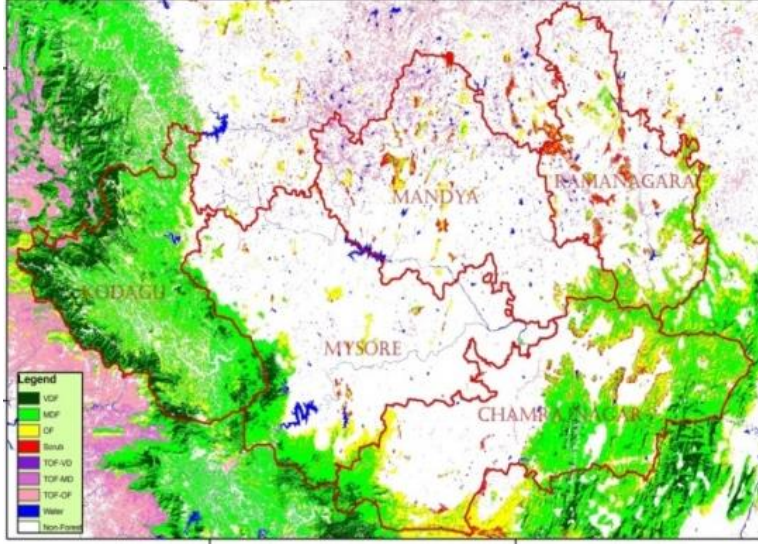 MANDYA
RAMANAGARA
KODAGU
MYSORE
CHAMRAJNAGAR
Legend
VDF
MDF
OF
Scrub
TOF-VD
TOF-MD
TOF-OF
Water
Non-Forest